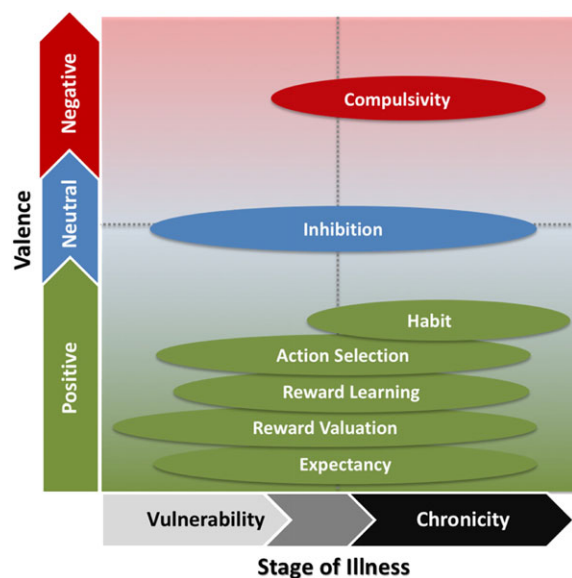 Negative
Neutral
Positive
Valence
Compulsivity
Inhibition
Habit
Action Selection
Reward Learning
Reward Valuation
Expectancy
Vulnerability
Chronicity
Stage of Illness